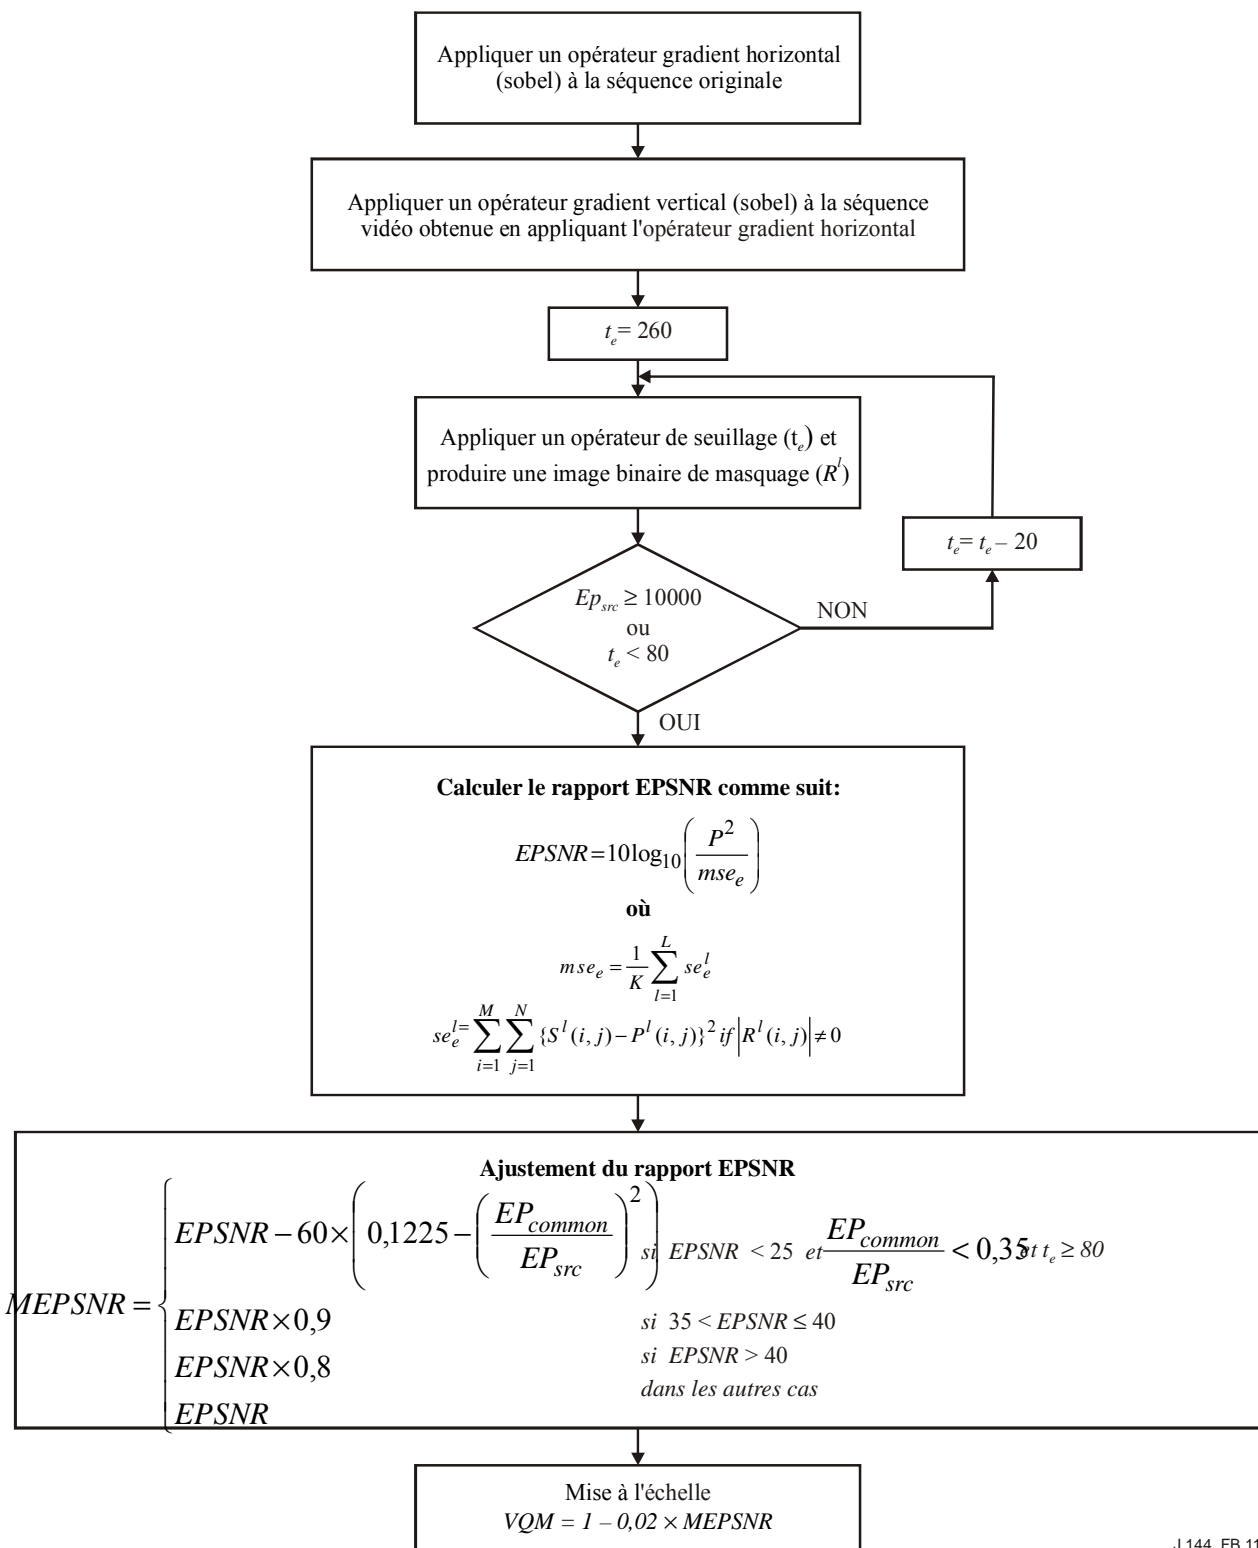 Appliquer un opérateur gradient horizontal
(sobel) à la séquence originale
Appliquer un opérateur gradient vertical (sobel) à la séquence
vidéo obtenue en appliquant l'opérateur gradient horizontal
t_e = 260
Appliquer un opérateur de seuillage (t_e) et
produire une image binaire de masquage (R^l)
t_e = t_e – 20
Ep_src ≥ 10000
ou
t_e < 80
NON
OUI
Calculer le rapport EPSNR comme suit:
EPSNR = 10log_10(P^2 / mse_e)
où
mse_e = 1/K ∑_{l=1}^{L} se_e^l
se_e^l = ∑_{i=1}^{M} ∑_{j=1}^{N} {S^l(i, j) – P^l(i, j)}^2 if |R^l(i, j)| ≠ 0
Ajustement du rapport EPSNR
MEPSNR = { EPSNR – 60 × (0,1225 – (EP_common / EP_src)^2) si EPSNR < 25 et EP_common / EP_src < 0,35 et t_e ≥ 80
EPSNR × 0,9 si 35 < EPSNR ≤ 40
EPSNR × 0,8 si EPSNR > 40
EPSNR dans les autres cas
Mise à l'échelle
VQM = 1 – 0,02 × MEPSNR